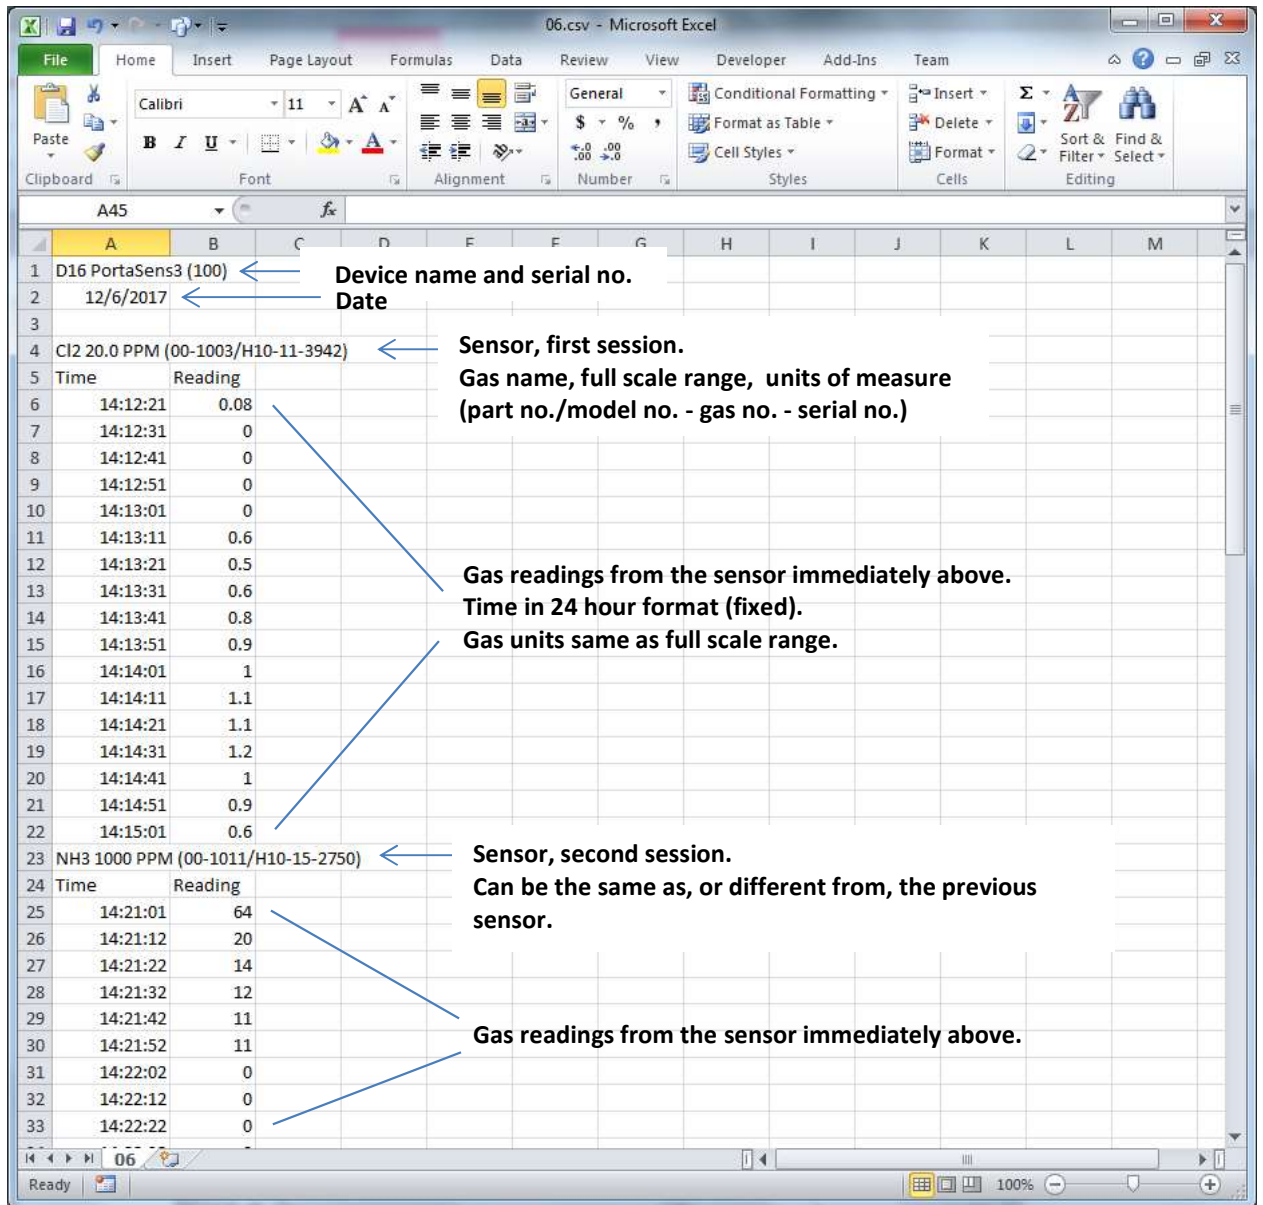 06.csv - Microsoft Excel
File Home Insert Page Layout Formulas Data Review View Developer Add-Ins Team
Paste
Calibri 11 A A
B I U A
General
$ % ,
.0 .00
.00 .0
Conditional Formatting
Format as Table
Cell Styles
Insert
Delete
Format
Σ
Sort & Filter
Find & Select
Clipboard Font Alignment Number Styles Cells Editing
A45 fx
A B C D E F G H I J K L M
1 D16 PortaSens3 (100) Device name and serial no.
2 12/6/2017 Date
3
4 Cl2 20.0 PPM (00-1003/H10-11-3942) Sensor, first session.
Gas name, full scale range, units of measure
(part no./model no. - gas no. - serial no.)
5 Time Reading
6 14:12:21 0.08
7 14:12:31 0
8 14:12:41 0
9 14:12:51 0
10 14:13:01 0
11 14:13:11 0.6
12 14:13:21 0.5
13 14:13:31 0.6
14 14:13:41 0.8
15 14:13:51 0.9
Gas readings from the sensor immediately above.
Time in 24 hour format (fixed).
Gas units same as full scale range.
16 14:14:01 1
17 14:14:11 1.1
18 14:14:21 1.1
19 14:14:31 1.2
20 14:14:41 1
21 14:14:51 0.9
22 14:15:01 0.6
23 NH3 1000 PPM (00-1011/H10-15-2750) Sensor, second session.
Can be the same as, or different from, the previous
sensor.
24 Time Reading
25 14:21:01 64
26 14:21:12 20
27 14:21:22 14
28 14:21:32 12
29 14:21:42 11
30 14:21:52 11
Gas readings from the sensor immediately above.
31 14:22:02 0
32 14:22:12 0
33 14:22:22 0
06
Ready 100%